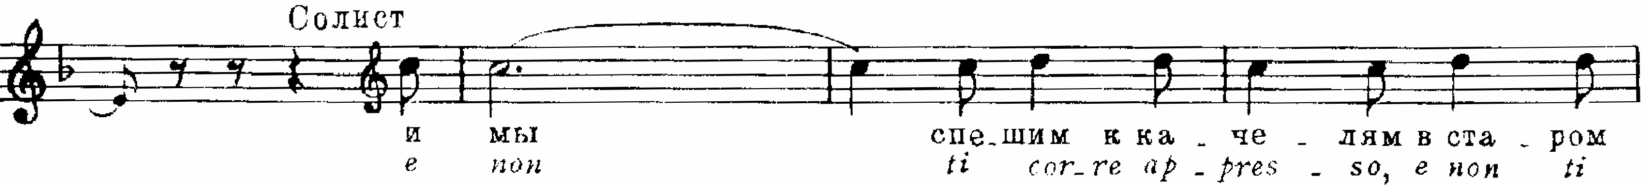 Солист
и мы спе-шим к ка - че - лям в ста - ром
e non ti cor-re ap - pres - so, e non ti